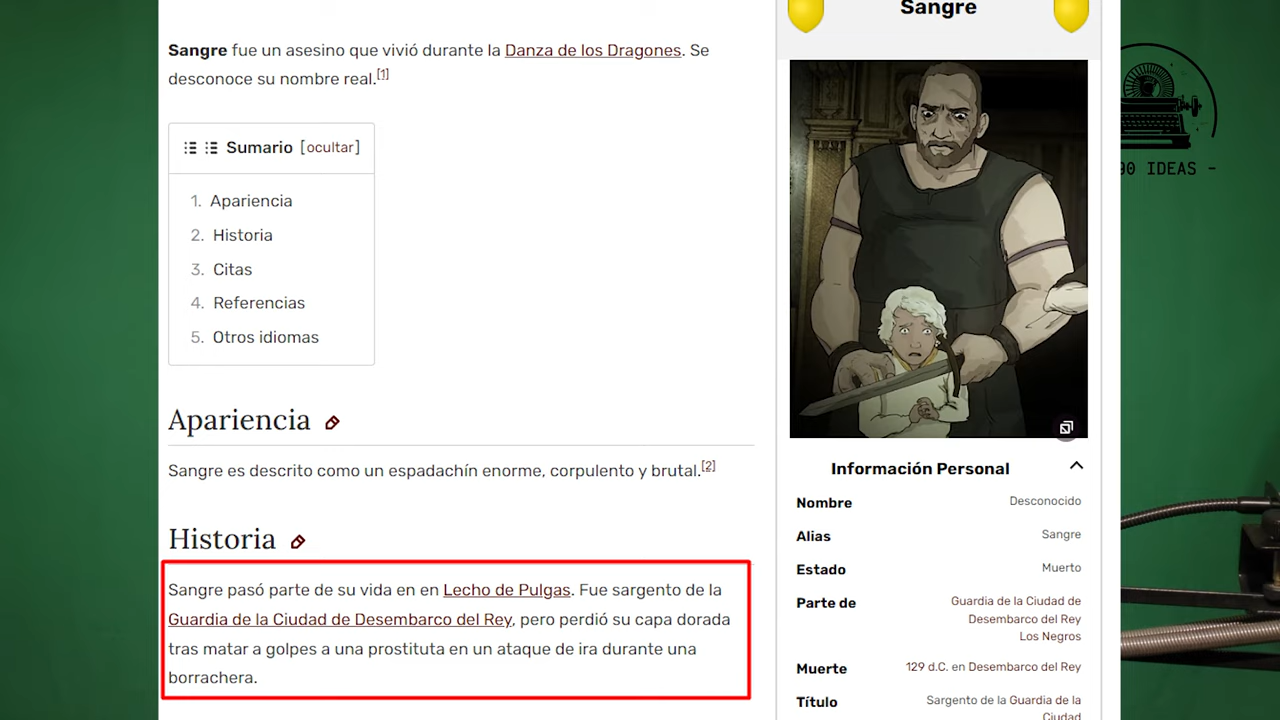 Sangre
Sangre fue un asesino que vivió durante la Danza de los Dragones. Se
desconoce su nombre real.[1]
Sumario [ocultar]
1. Apariencia
2. Historia
3. Citas
4. Referencias
5. Otros idiomas
Apariencia
Sangre es descrito como un espadachín enorme, corpulento y brutal.[2]
Historia
Sangre pasó parte de su vida en en Lecho de Pulgas. Fue sargento de la
Guardia de la Ciudad de Desembarco del Rey, pero perdió su capa dorada
tras matar a golpes a una prostituta en un ataque de ira durante una
borrachera.
Información Personal
Nombre Desconocido
Alias Sangre
Estado Muerto
Parte de Guardia de la Ciudad de
Desembarco del Rey
Los Negros
Muerte 129 d.C. en Desembarco del Rey
Título Sargento de la Guardia de la
Ciudad
90 IDEAS -